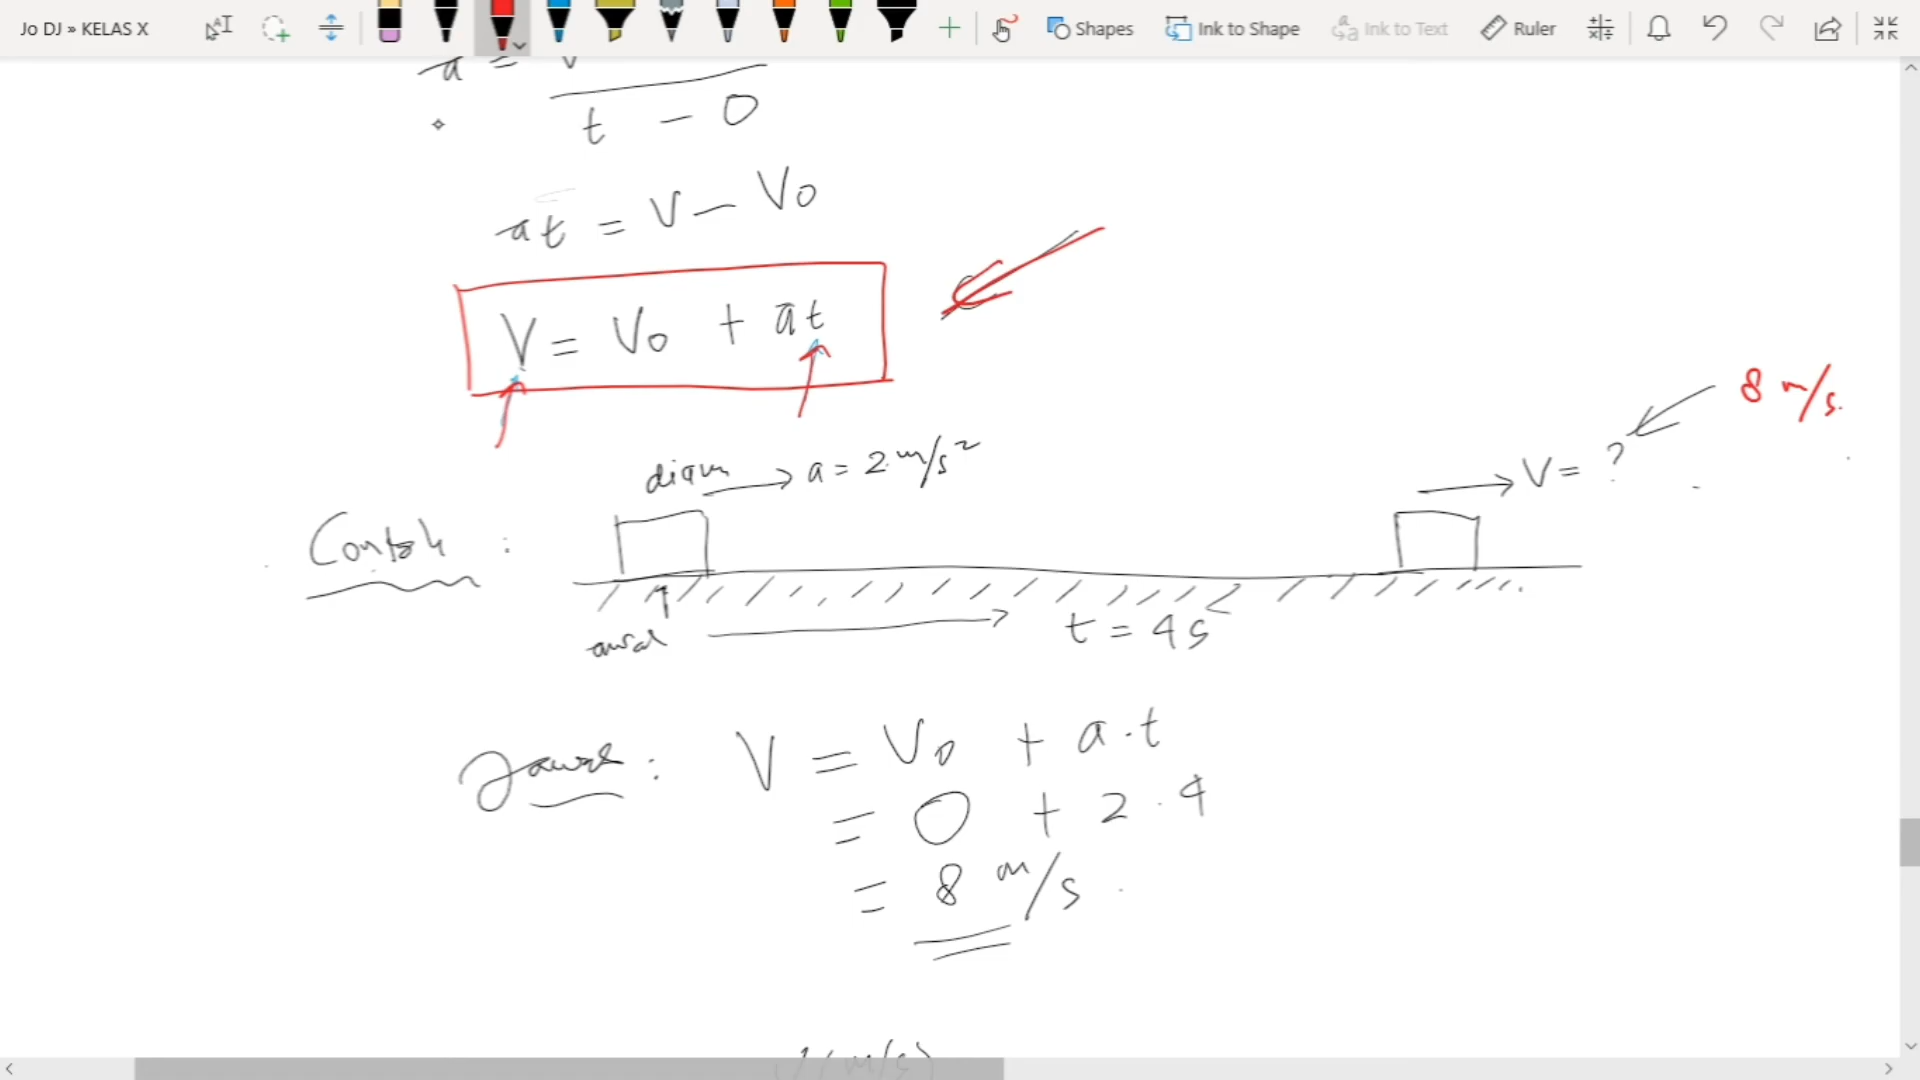 Jo DJ » KELAS X Shapes Ink to Shape Ink to Text Ruler
a = v
t - 0
at = V - Vo
V = Vo + at
8 m/s.
diam → a = 2 m/s²
→ V = ?
Contoh :
awal → t = 4 s
Jawab : V = Vo + a.t
= 0 + 2.4
= 8 m/s.
(m/s)